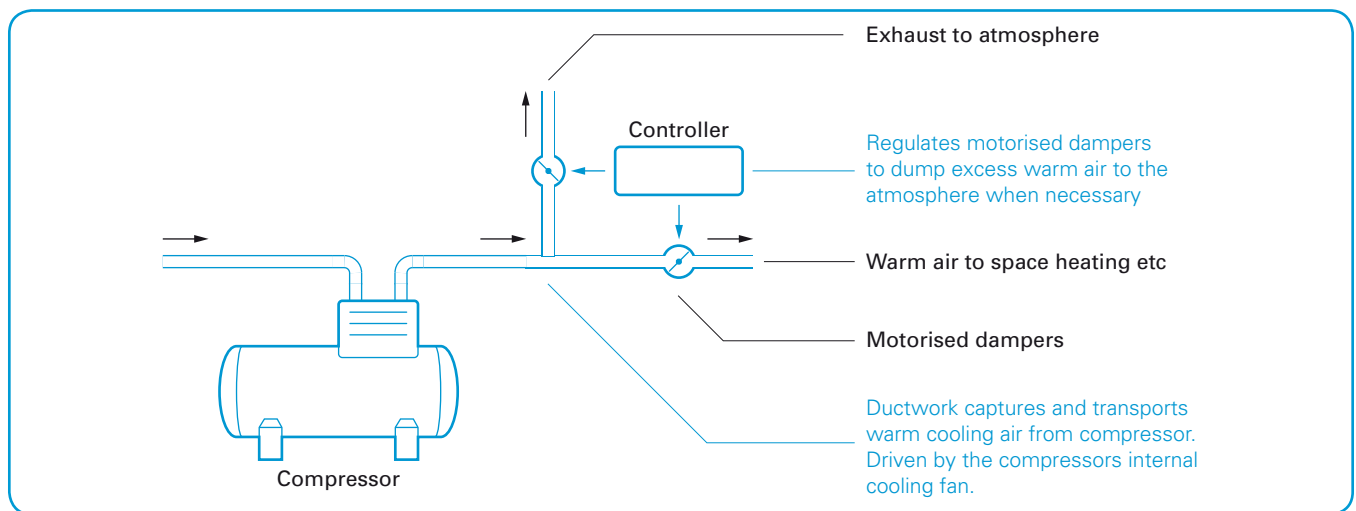 Exhaust to atmosphere
Controller
Regulates motorised dampers
to dump excess warm air to the
atmosphere when necessary
Warm air to space heating etc
Motorised dampers
Ductwork captures and transports
warm cooling air from compressor.
Driven by the compressors internal
cooling fan.
Compressor